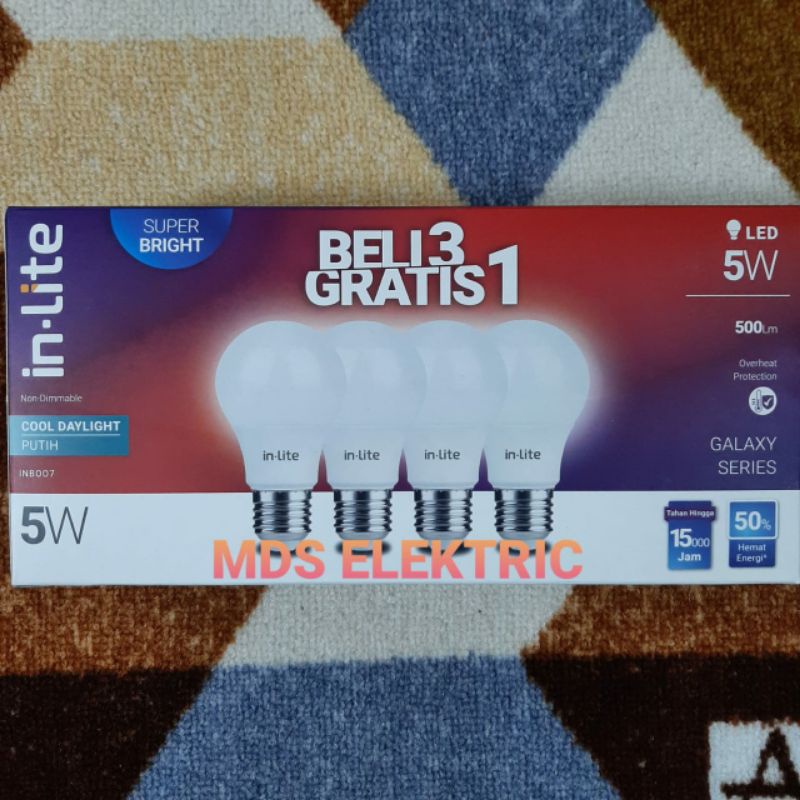 in·lite
SUPER
BRIGHT
BELI 3
GRATIS 1
LED
5W
500Lm
Overheat
Protection
GALAXY
SERIES
Non-Dimmable
COOL DAYLIGHT
PUTIH
INB007
in·lite
in·lite
in·lite
in·lite
5W
Tahan Hingga
15000
Jam
50%
Hemat
Energi*
MDS ELEKTRIC